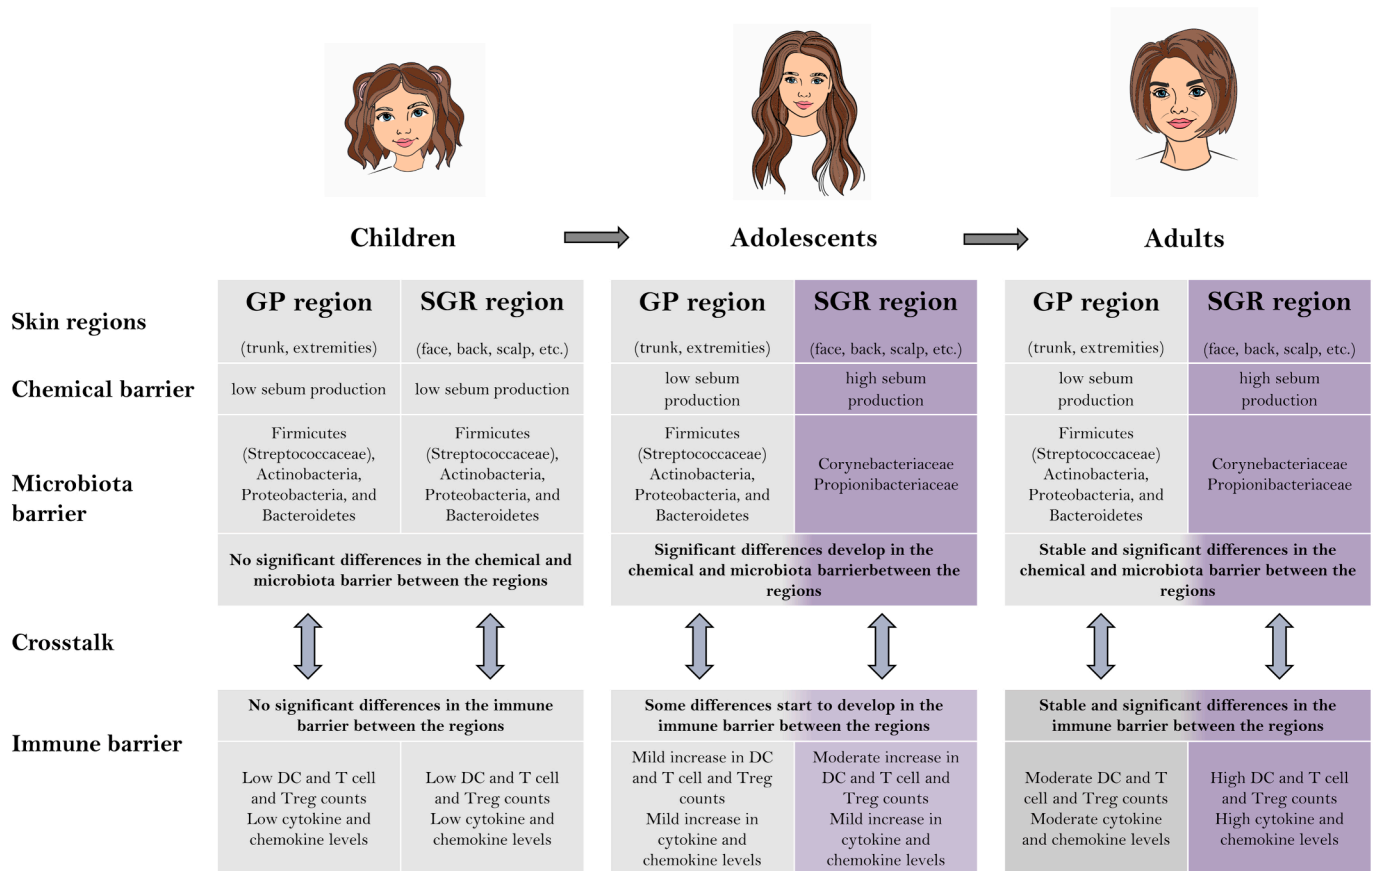 Children
Adolescents
Adults
Skin regions
GP region
(trunk, extremities)
SGR region
(face, back, scalp, etc.)
GP region
(trunk, extremities)
SGR region
(face, back, scalp, etc.)
GP region
(trunk, extremities)
SGR region
(face, back, scalp, etc.)
Chemical barrier
low sebum production
low sebum production
low sebum
production
high sebum
production
low sebum
production
high sebum
production
Microbiota
barrier
Firmicutes
(Streptococcaceae),
Actinobacteria,
Proteobacteria, and
Bacteroidetes
Firmicutes
(Streptococcaceae),
Actinobacteria,
Proteobacteria, and
Bacteroidetes
Firmicutes
(Streptococcaceae)
Actinobacteria,
Proteobacteria, and
Bacteroidetes
Corynebacteriaceae
Propionibacteriaceae
Firmicutes
(Streptococcaceae)
Actinobacteria,
Proteobacteria, and
Bacteroidetes
Corynebacteriaceae
Propionibacteriaceae
No significant differences in the chemical and
microbiota barrier between the regions
Significant differences develop in the
chemical and microbiota barrierbetween the
regions
Stable and significant differences in the
chemical and microbiota barrier between the
regions
Crosstalk
Immune barrier
No significant differences in the immune
barrier between the regions
Some differences start to develop in the
immune barrier between the regions
Stable and significant differences in the
immune barrier between the regions
Low DC and T cell
and Treg counts
Low cytokine and
chemokine levels
Low DC and T cell
and Treg counts
Low cytokine and
chemokine levels
Mild increase in DC
and T cell and Treg
counts
Mild increase in
cytokine and
chemokine levels
Moderate increase in
DC and T cell and
Treg counts
Mild increase in
cytokine and
chemokine levels
Moderate DC and T
cell and Treg counts
Moderate cytokine
and chemokine levels
High DC and T cell
and Treg counts
High cytokine and
chemokine levels